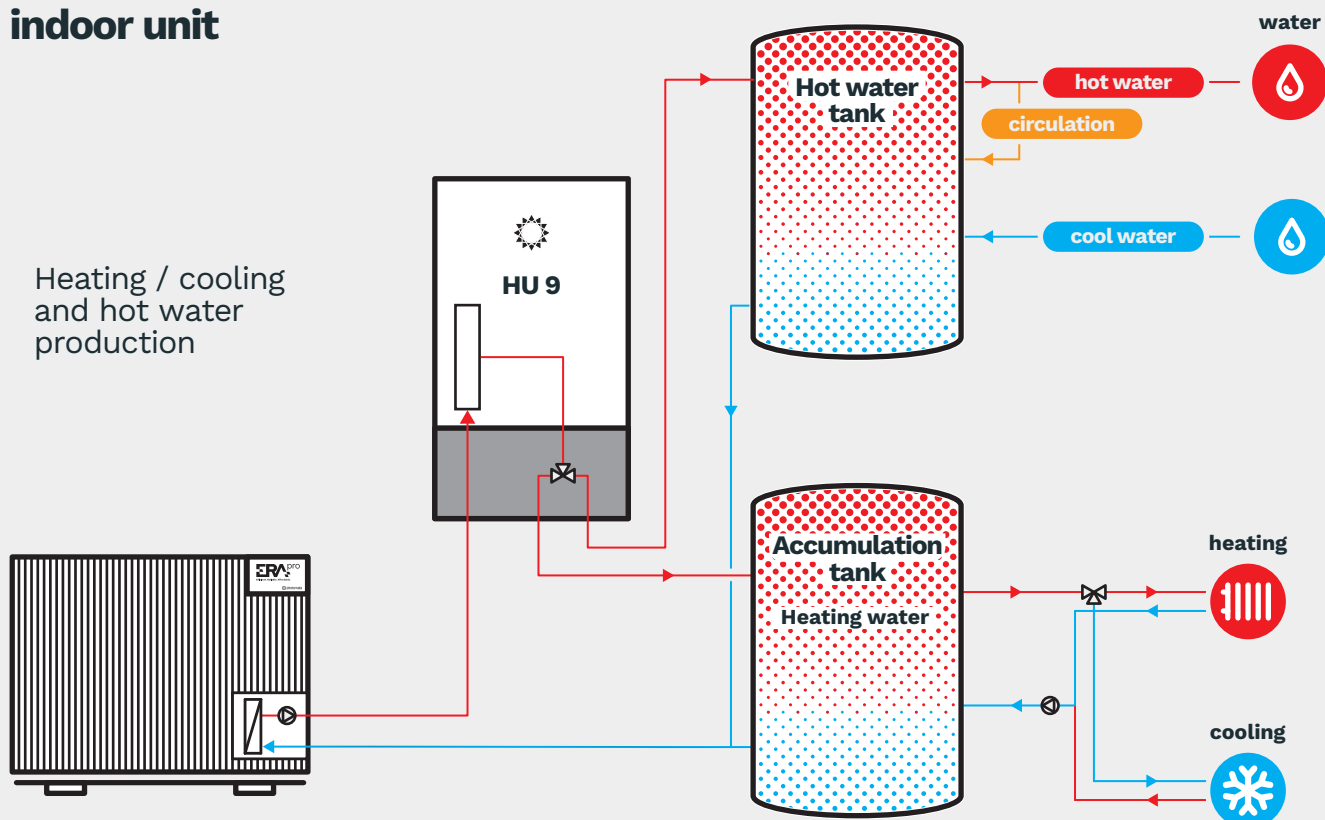 indoor unit
water
Hot water
tank
hot water
circulation
cool water
HU 9
Heating / cooling
and hot water
production
Accumulation
tank
Heating water
heating
cooling
ERA pro